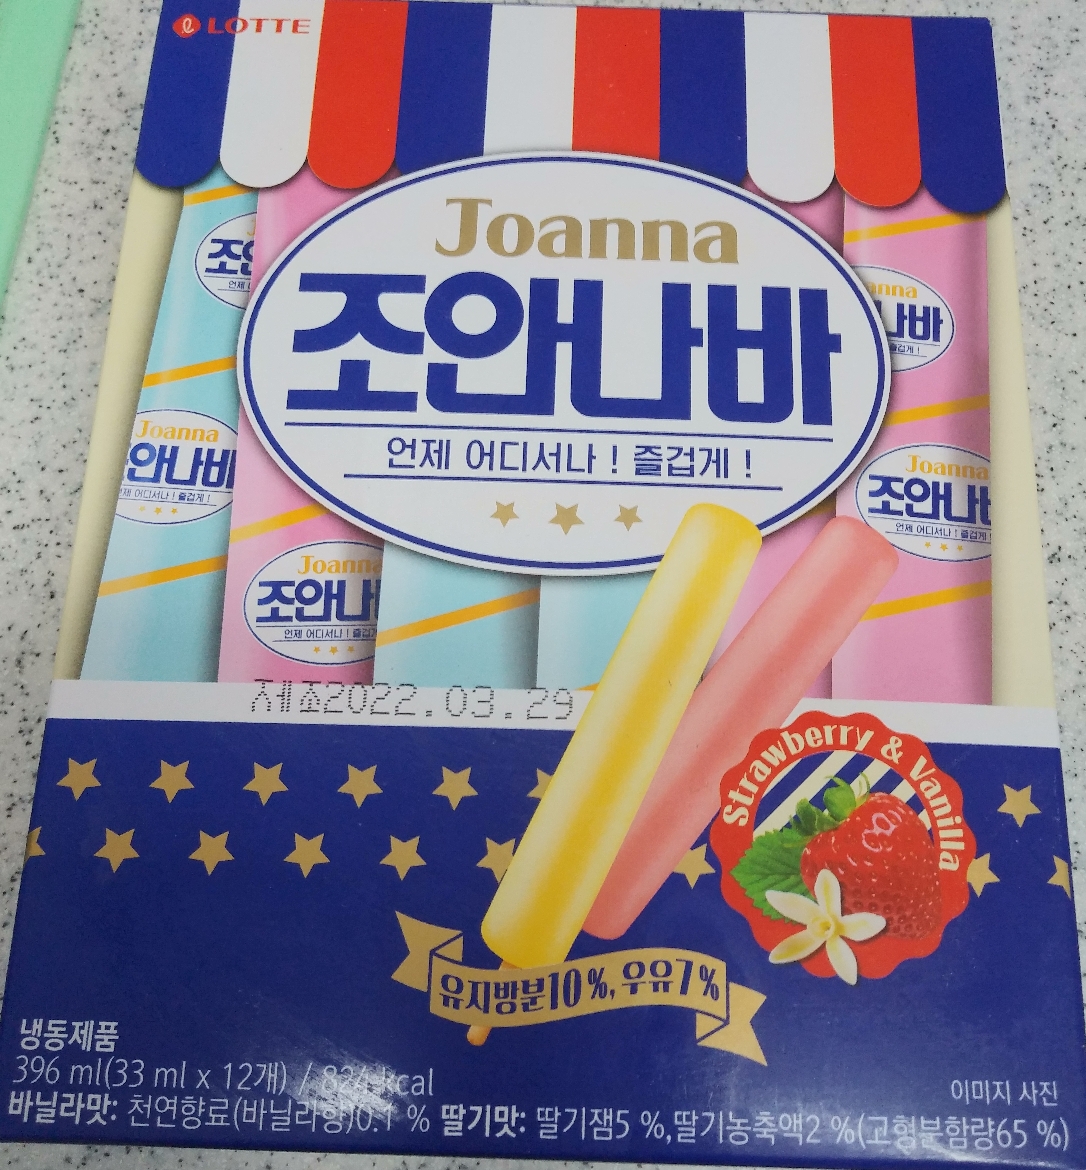 LOTTE
Joanna
조안나바
언제 어디서나! 즐겁게!
조안
언제
anna
나바
겁게!
Joanna
안나바
언제 어디서나! 즐겁게!
Joanna
조안나
언제 어디서나! 즐겁
Joanna
조안나
언제 어디서나! 즐겁
제조2022.03.29
Strawberry & Vanilla
유지방분10%, 우유7%
냉동제품
396 ml(33 ml x 12개) / 824 kcal
이미지 사진
바닐라맛: 천연향료(바닐라향)0.1 % 딸기맛: 딸기잼5 %,딸기농축액2 %(고형분함량65 %)